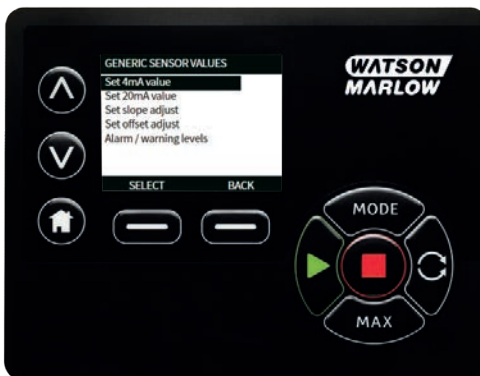 GENERIC SENSOR VALUES
Set 4mA value
Set 20mA value
Set slope adjust
Set offset adjust
Alarm / warning levels
SELECT BACK
WATSON
MARLOW
MODE
MAX